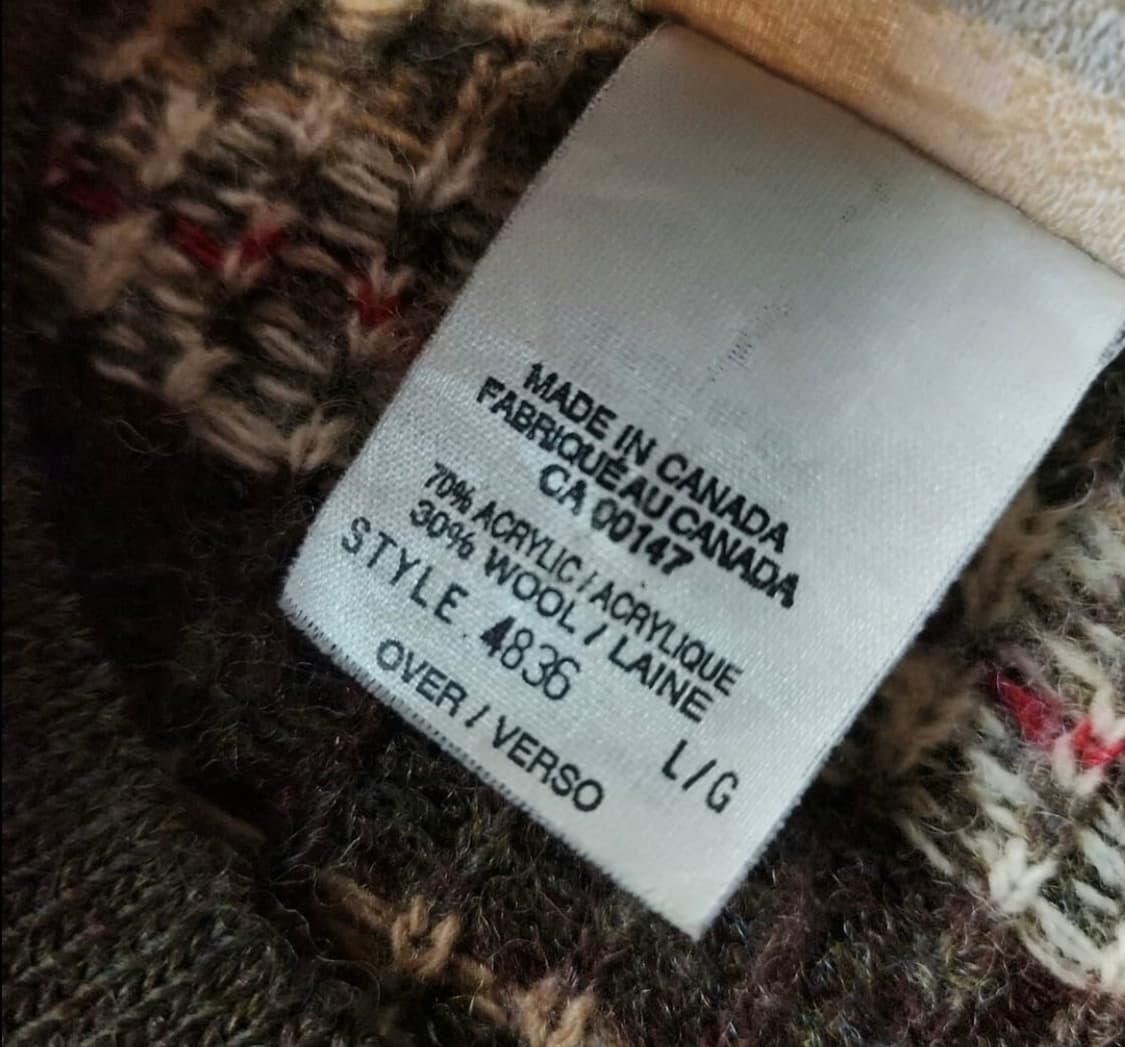 MADE IN CANADA
FABRIQUÉ AU CANADA
CA 00147
70% ACRYLIC / ACRYLIQUE
30% WOOL / LAINE
STYLE 4836 L/G
OVER / VERSO